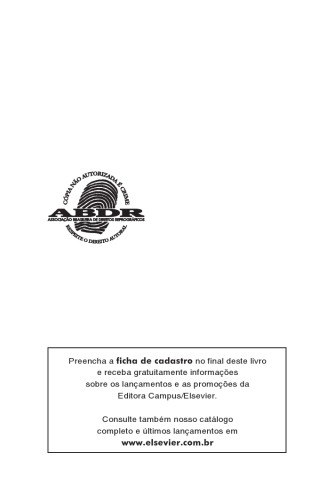 CÓPIA NÃO AUTORIZADA É CRIME
ABDR
ASSOCIAÇÃO BRASILEIRA DE DIREITOS REPROGRÁFICOS
RESPEITE O DIREITO AUTORAL
Preencha a ficha de cadastro no final deste livro
e receba gratuitamente informações
sobre os lançamentos e as promoções da
Editora Campus/Elsevier.
Consulte também nosso catálogo
completo e últimos lançamentos em
www.elsevier.com.br